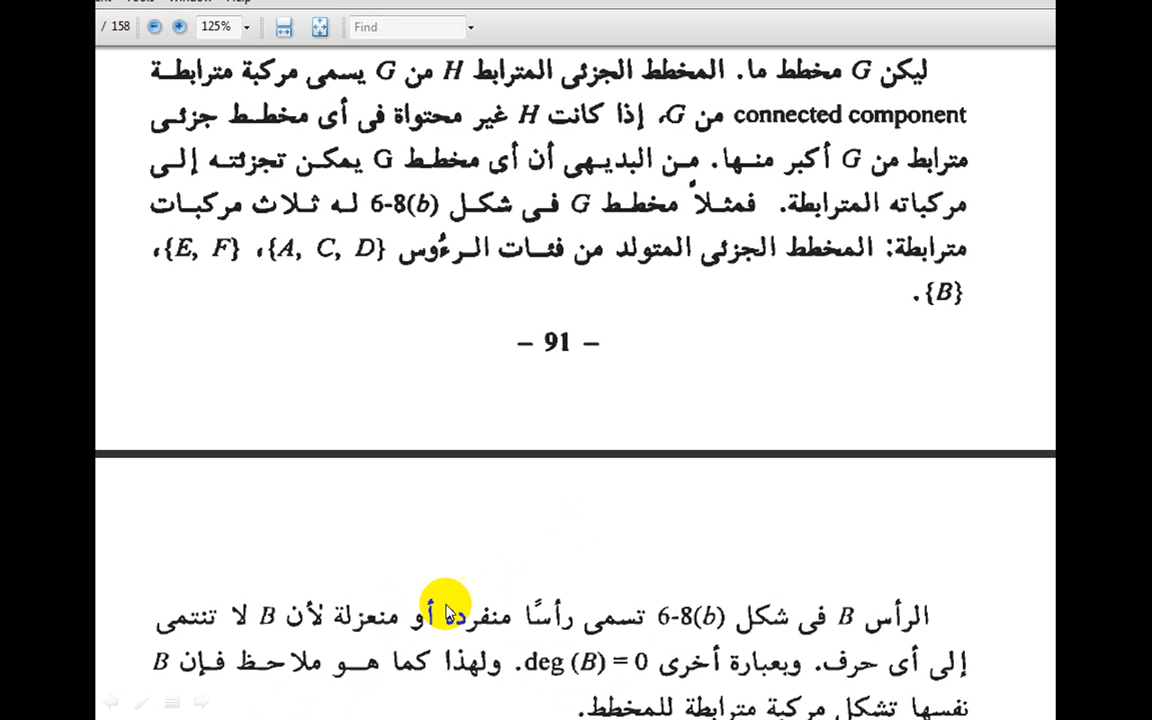 / 158 125% Find
ليكن G مخطط ما. المخطط الجزئى المترابط H من G يسمى مركبة مترابطة
connected component من G، إذا كانت H غير محتواة فى أى مخطط جزئى
مترابط من G أكبر منها. من البديهى أن أى مخطط G يمكن تجزئته إلى
مركباته المترابطة. فمثلاً مخطط G فى شكل 6-8(b) له ثلاث مركبات
مترابطة: المخطط الجزئى المتولد من فئات الرءُوس {A, C, D}، {E, F}،
{B}.
– 91 –
الرأس B فى شكل 6-8(b) تسمى رأسًا منفردة أو منعزلة لأن B لا تنتمى
إلى أى حرف. وبعبارة أخرى deg (B) = 0. ولهذا كما هو ملاحظ فإن B
نفسها تشكل مركبة مترابطة للمخطط.